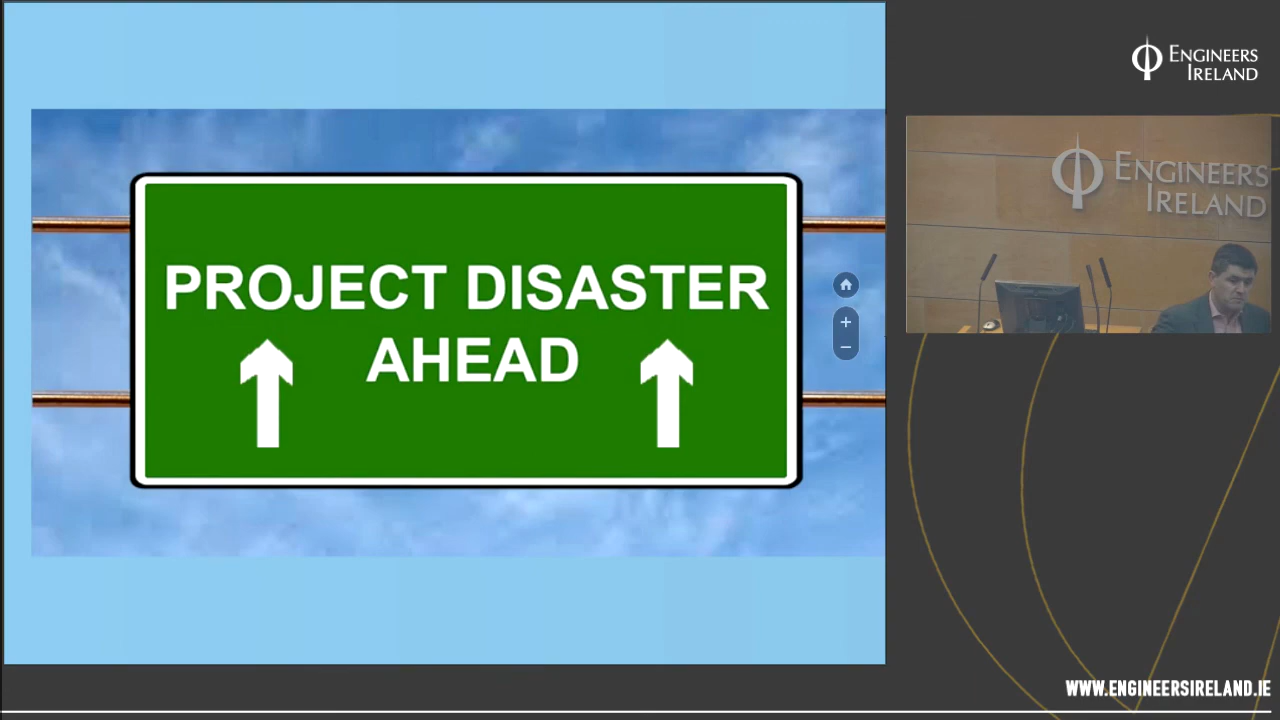 PROJECT DISASTER
AHEAD
ENGINEERS
IRELAND
ENGINEERS
IRELAND
WWW.ENGINEERSIRELAND.IE